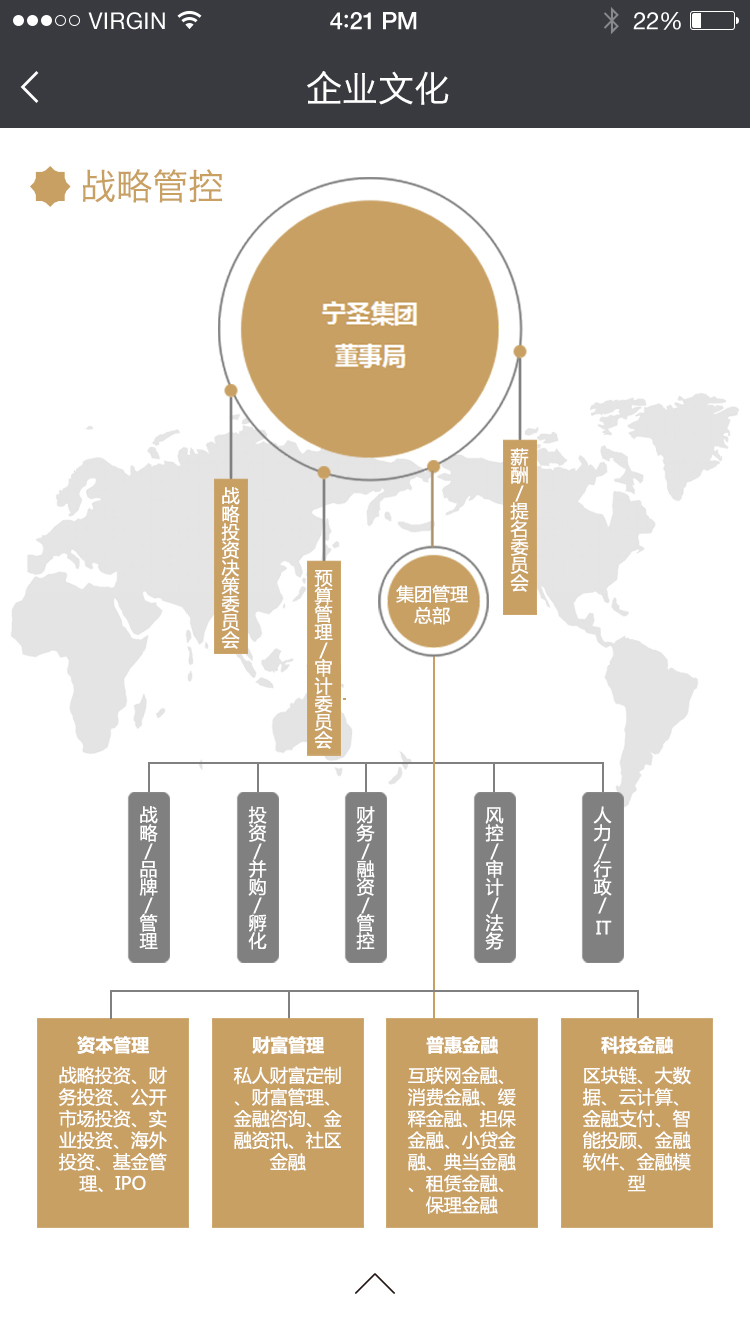 VIRGIN
4:21 PM
22%
企业文化
战略管控
宁圣集团
董事局
战略投资决策委员会
预算管理/审计委员会
集团管理
总部
薪酬/提名委员会
战略/品牌/管理
投资/并购/孵化
财务/融资/管控
风控/审计/法务
人力/行政/IT
资本管理
战略投资、财
务投资、公开
市场投资、实
业投资、海外
投资、基金管
理、IPO
财富管理
私人财富定制
、财富管理、
金融咨询、金
融资讯、社区
金融
普惠金融
互联网金融、
消费金融、缓
释金融、担保
金融、小贷金
融、典当金融
、租赁金融、
保理金融
科技金融
区块链、大数
据、云计算、
金融支付、智
能投顾、金融
软件、金融模
型